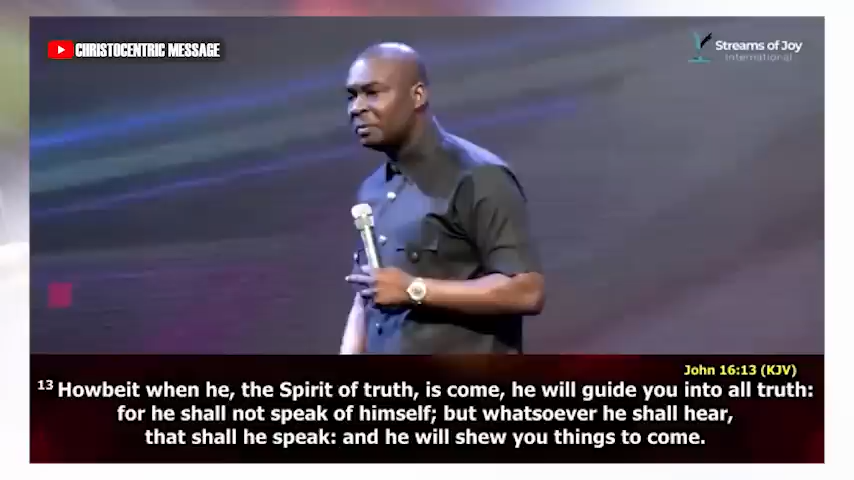 CHRISTOCENTRIC MESSAGE
Streams of Joy
International
John 16:13 (KJV)
13 Howbeit when he, the Spirit of truth, is come, he will guide you into all truth:
for he shall not speak of himself; but whatsoever he shall hear,
that shall he speak: and he will shew you things to come.